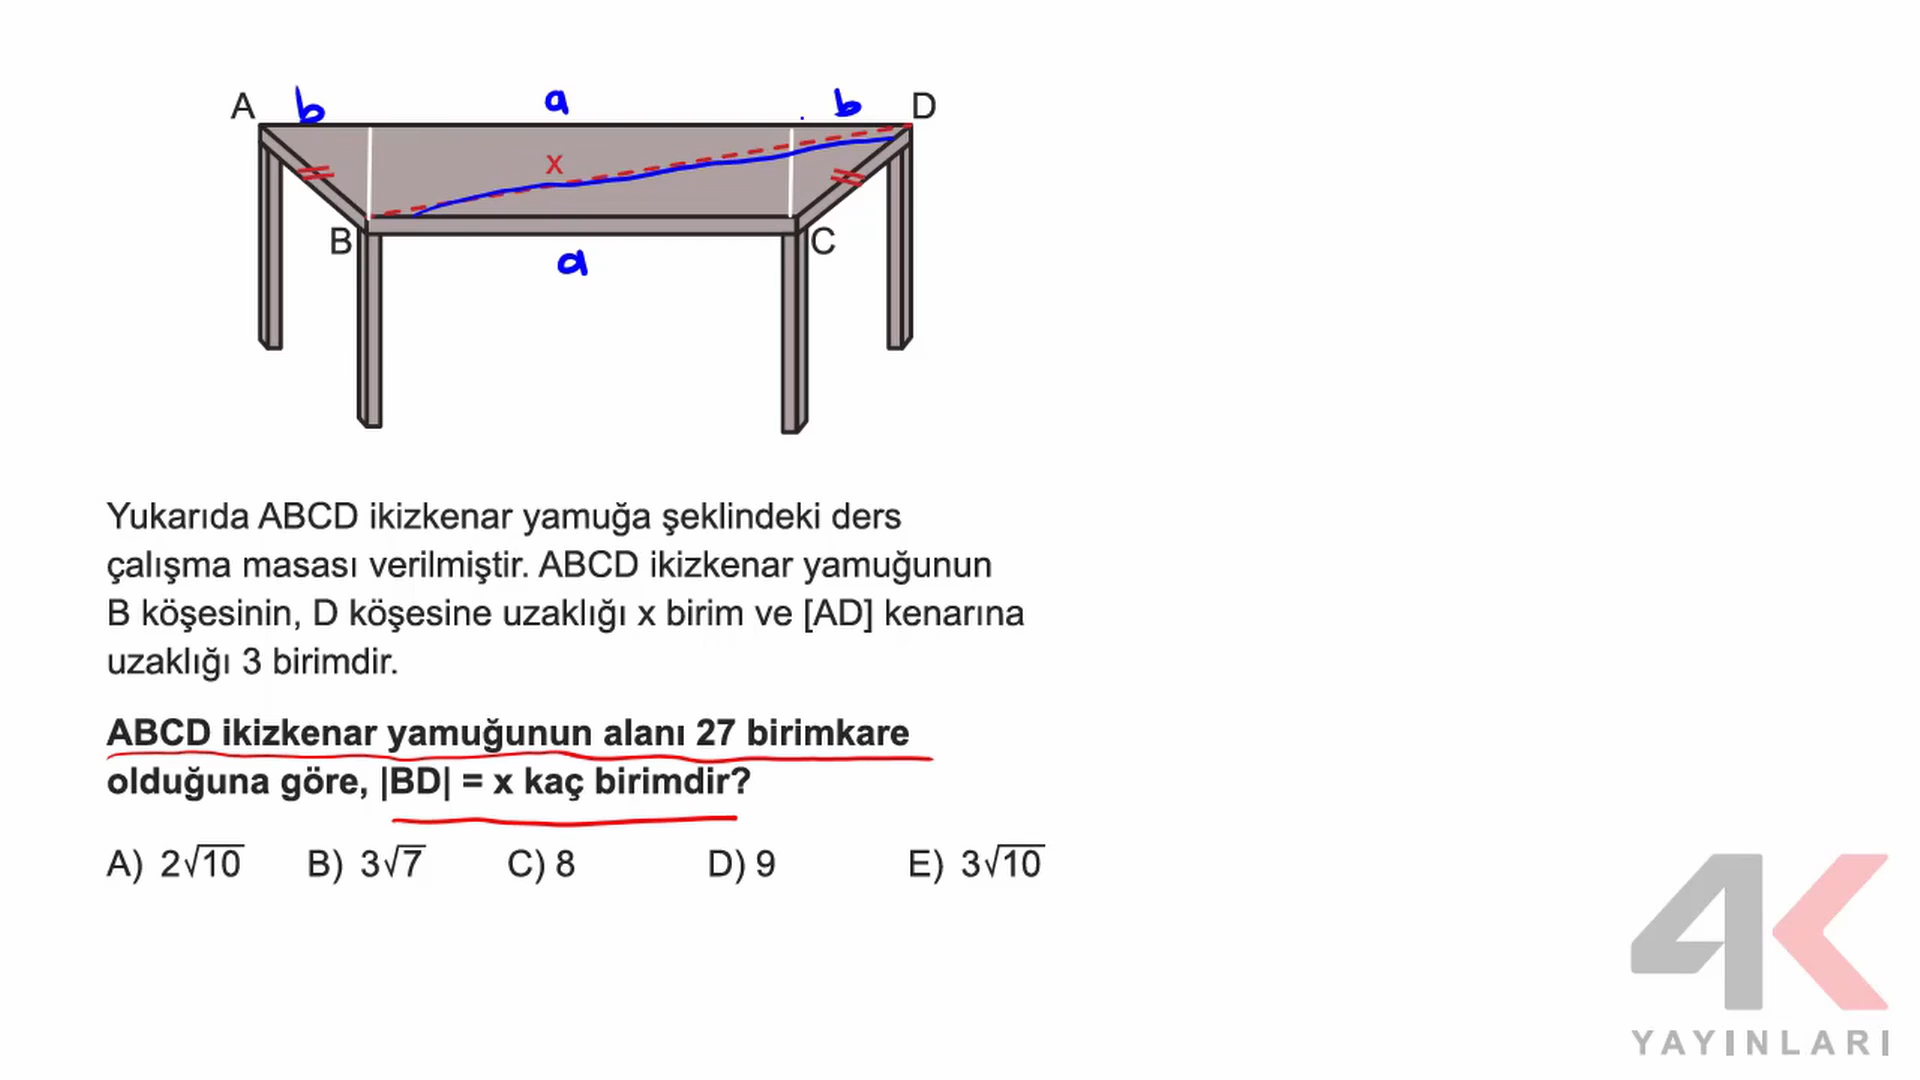 b a b
A D
x
B C
a
Yukarıda ABCD ikizkenar yamuğa şeklindeki ders
çalışma masası verilmiştir. ABCD ikizkenar yamuğunun
B köşesinin, D köşesine uzaklığı x birim ve [AD] kenarına
uzaklığı 3 birimdir.
ABCD ikizkenar yamuğunun alanı 27 birimkare
olduğuna göre, |BD| = x kaç birimdir?
A) 2√10 B) 3√7 C) 8 D) 9 E) 3√10
4K
YAYINLARI